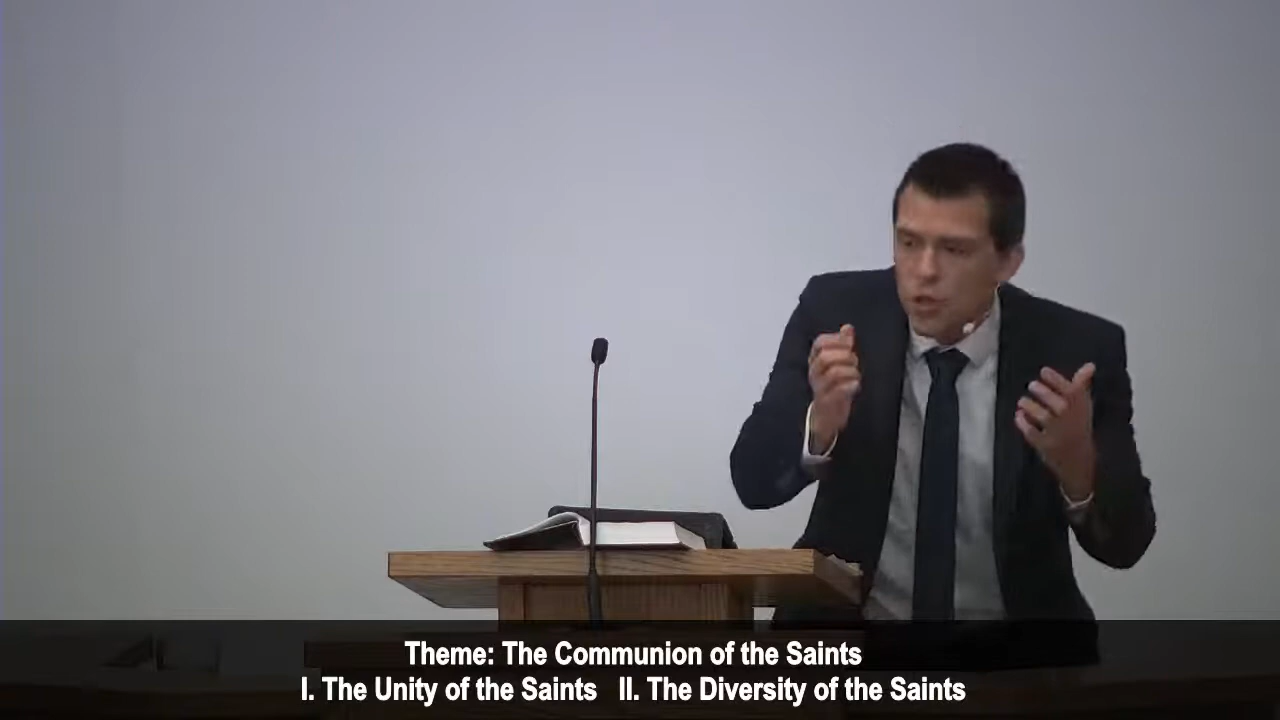 Theme: The Communion of the Saints
I. The Unity of the Saints II. The Diversity of the Saints